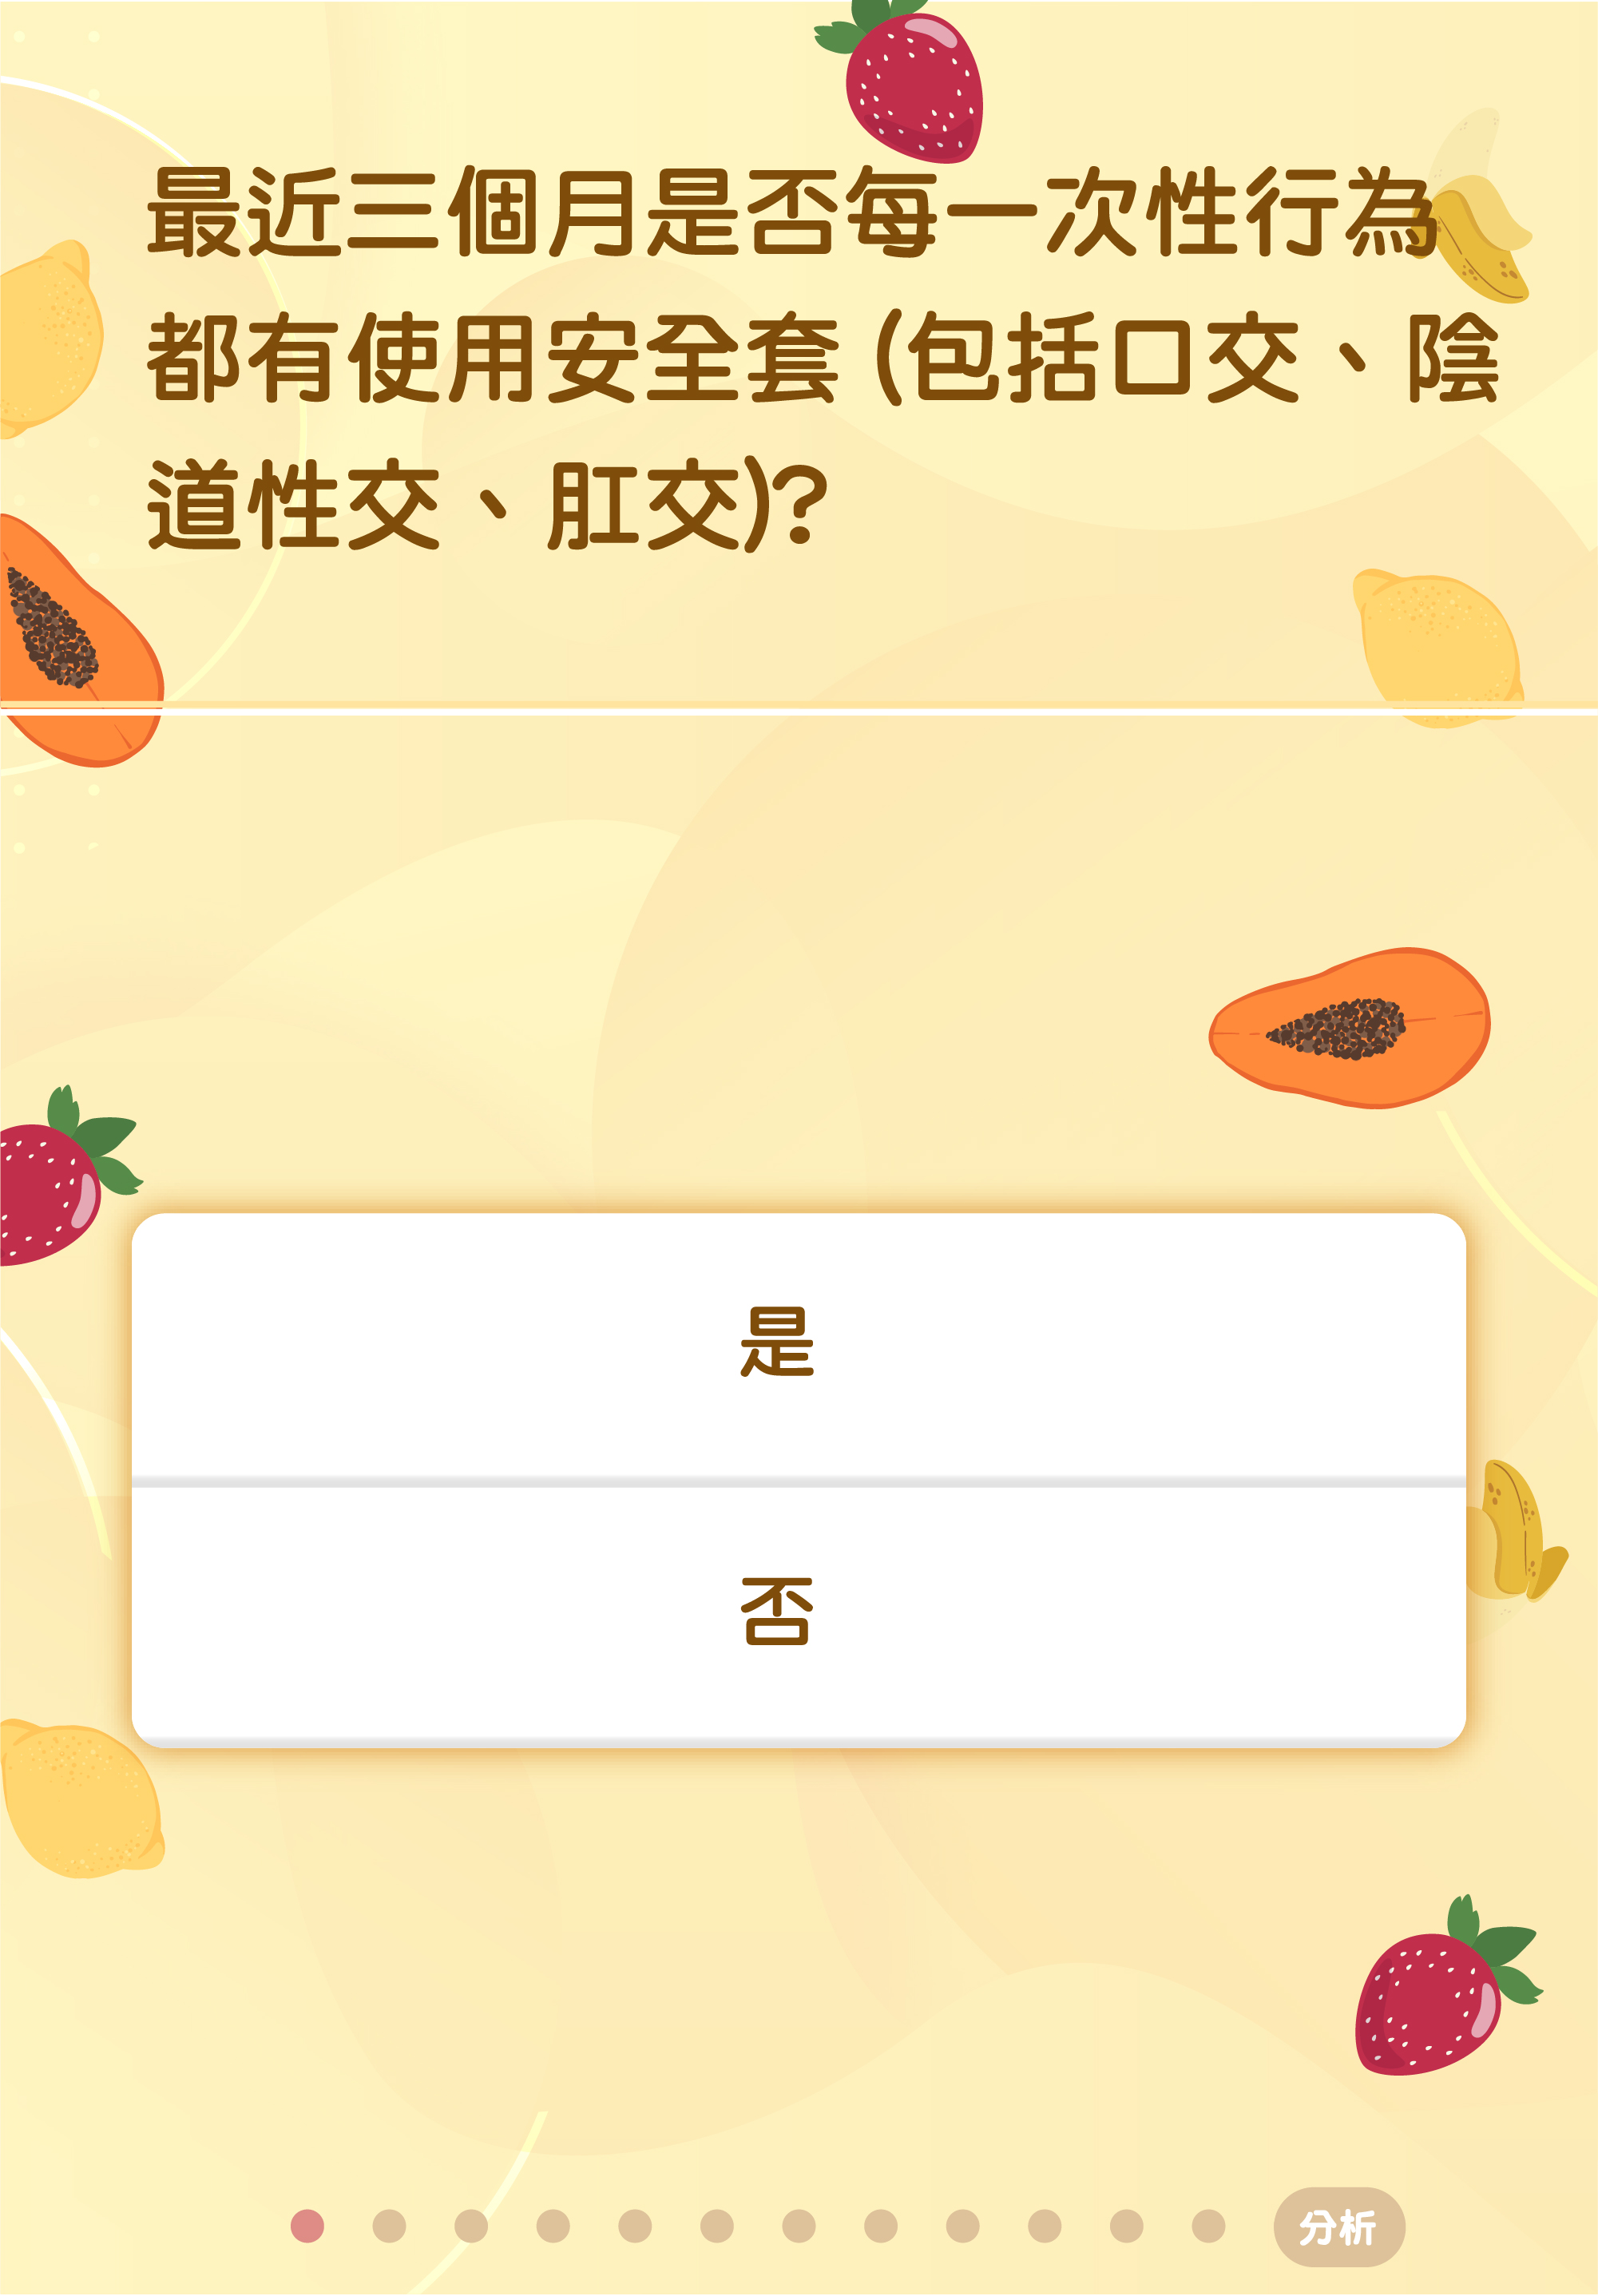 最近三個月是否每一次性行為
都有使用安全套 (包括口交、陰
道性交、肛交)?
是
否
分析